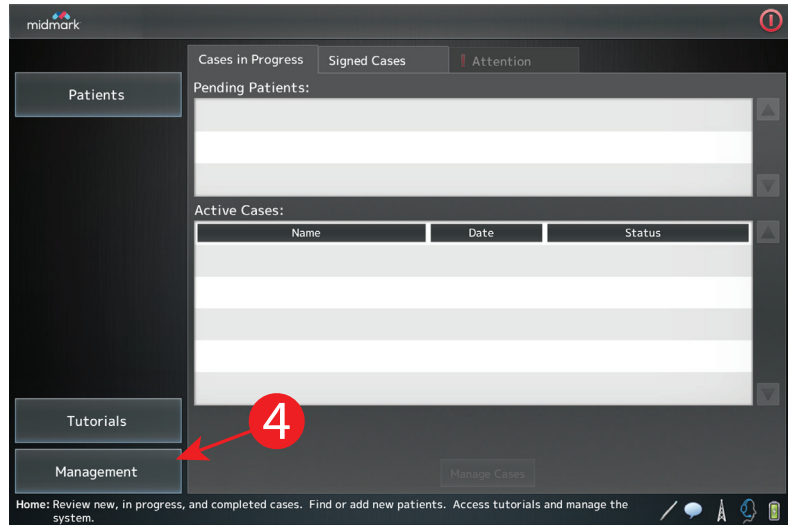 midmark
Cases in Progress
Signed Cases
! Attention
Patients
Pending Patients:
Active Cases:
Name
Date
Status
Tutorials
4
Management
Manage Cases
Home: Review new, in progress, and completed cases. Find or add new patients. Access tutorials and manage the
system.